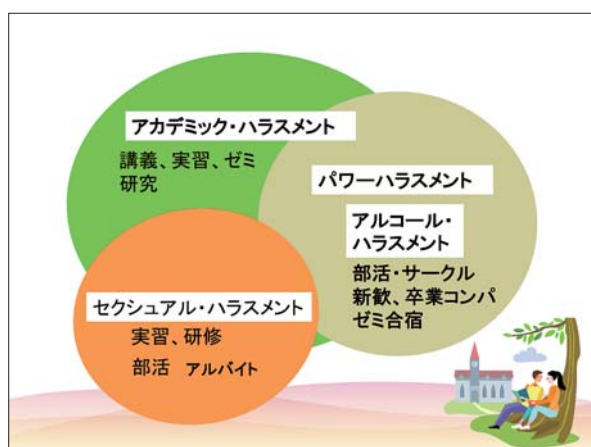 アカデミック・ハラスメント
講義、実習、ゼミ
研究
パワーハラスメント
アルコール・
ハラスメント
部活・サークル
新歓、卒業コンパ
ゼミ合宿
セクシュアル・ハラスメント
実習、研修
部活 アルバイト